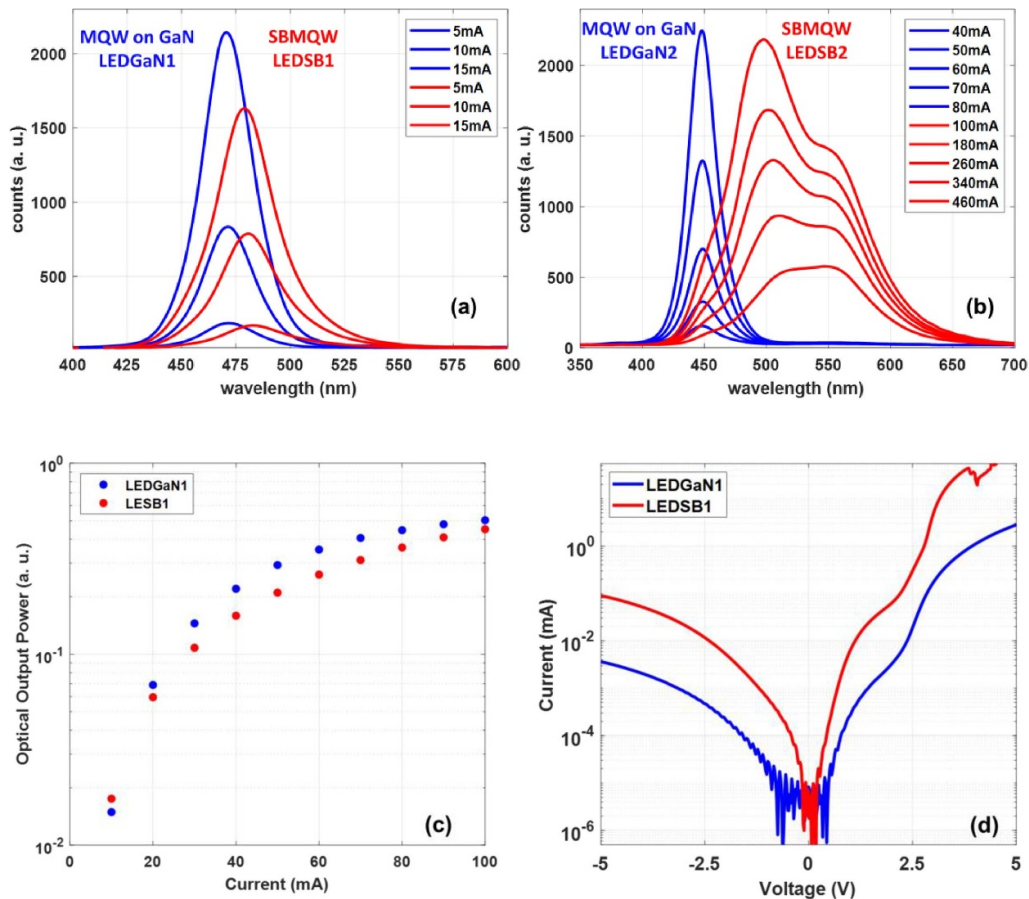 MQW on GaN
LEDGaN1
SBMQW
LEDSB1
5mA
10mA
15mA
5mA
10mA
15mA
2000
1500
1000
500
counts (a. u.)
(a)
400 425 450 475 500 525 550 575 600
wavelength (nm)
MQW on GaN
LEDGaN2
SBMQW
LEDSB2
40mA
50mA
60mA
70mA
80mA
100mA
180mA
260mA
340mA
460mA
2000
1500
1000
500
0
counts (a. u.)
(b)
350 400 450 500 550 600 650 700
wavelength (nm)
LEDGaN1
LESB1
10^0
10^-1
10^-2
Optical Output Power (a. u.)
(c)
0 20 40 60 80 100
Current (mA)
LEDGaN1
LEDSB1
10^0
10^-2
10^-4
10^-6
Current (mA)
(d)
-5 -2.5 0 2.5 5
Voltage (V)